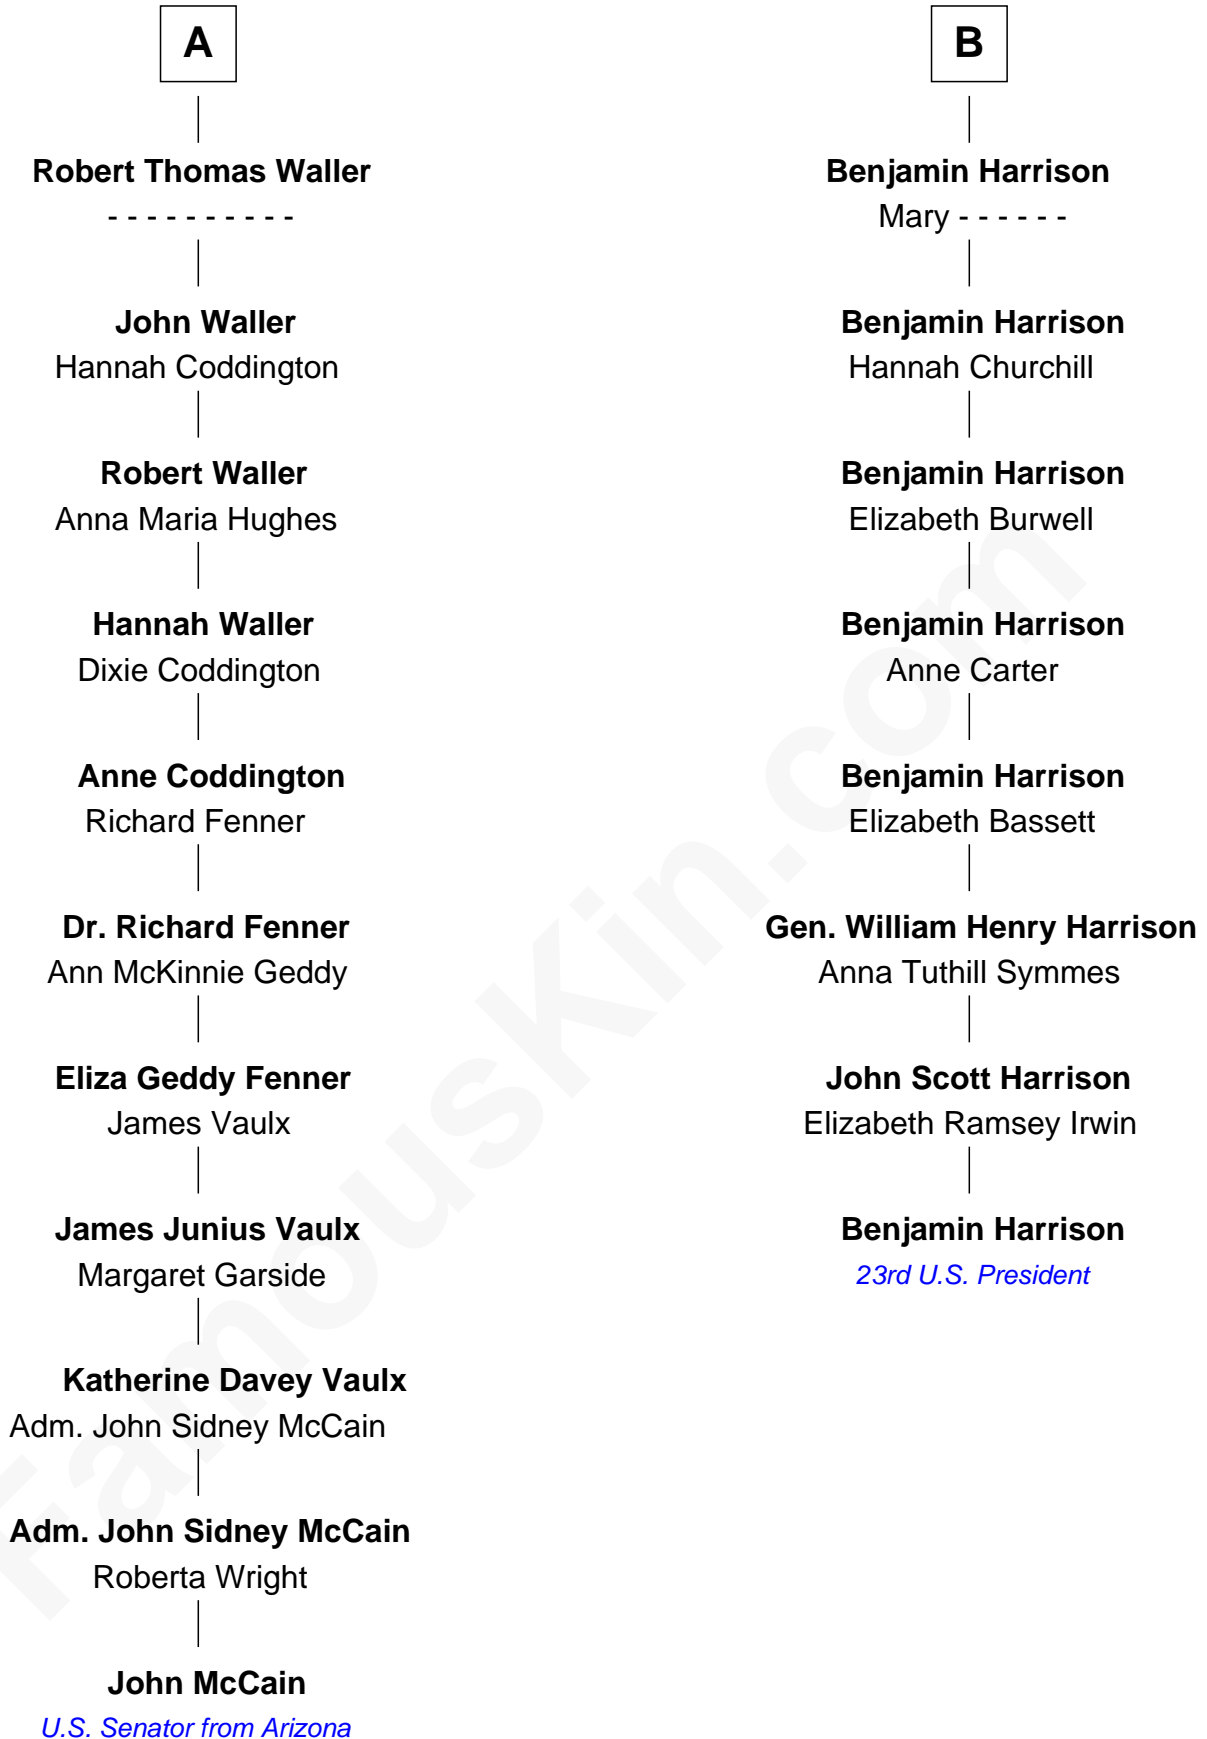 A
Robert Thomas Waller
- - - - - - - - - -
John Waller
Hannah Coddington
Robert Waller
Anna Maria Hughes
Hannah Waller
Dixie Coddington
Anne Coddington
Richard Fenner
Dr. Richard Fenner
Ann McKinnie Geddy
Eliza Geddy Fenner
James Vaulx
James Junius Vaulx
Margaret Garside
Katherine Davey Vaulx
Adm. John Sidney McCain
Adm. John Sidney McCain
Roberta Wright
John McCain
U.S. Senator from Arizona
B
Benjamin Harrison
Mary - - - - - -
Benjamin Harrison
Hannah Churchill
Benjamin Harrison
Elizabeth Burwell
Benjamin Harrison
Anne Carter
Benjamin Harrison
Elizabeth Bassett
Gen. William Henry Harrison
Anna Tuthill Symmes
John Scott Harrison
Elizabeth Ramsey Irwin
Benjamin Harrison
23rd U.S. President
FamousKin.com